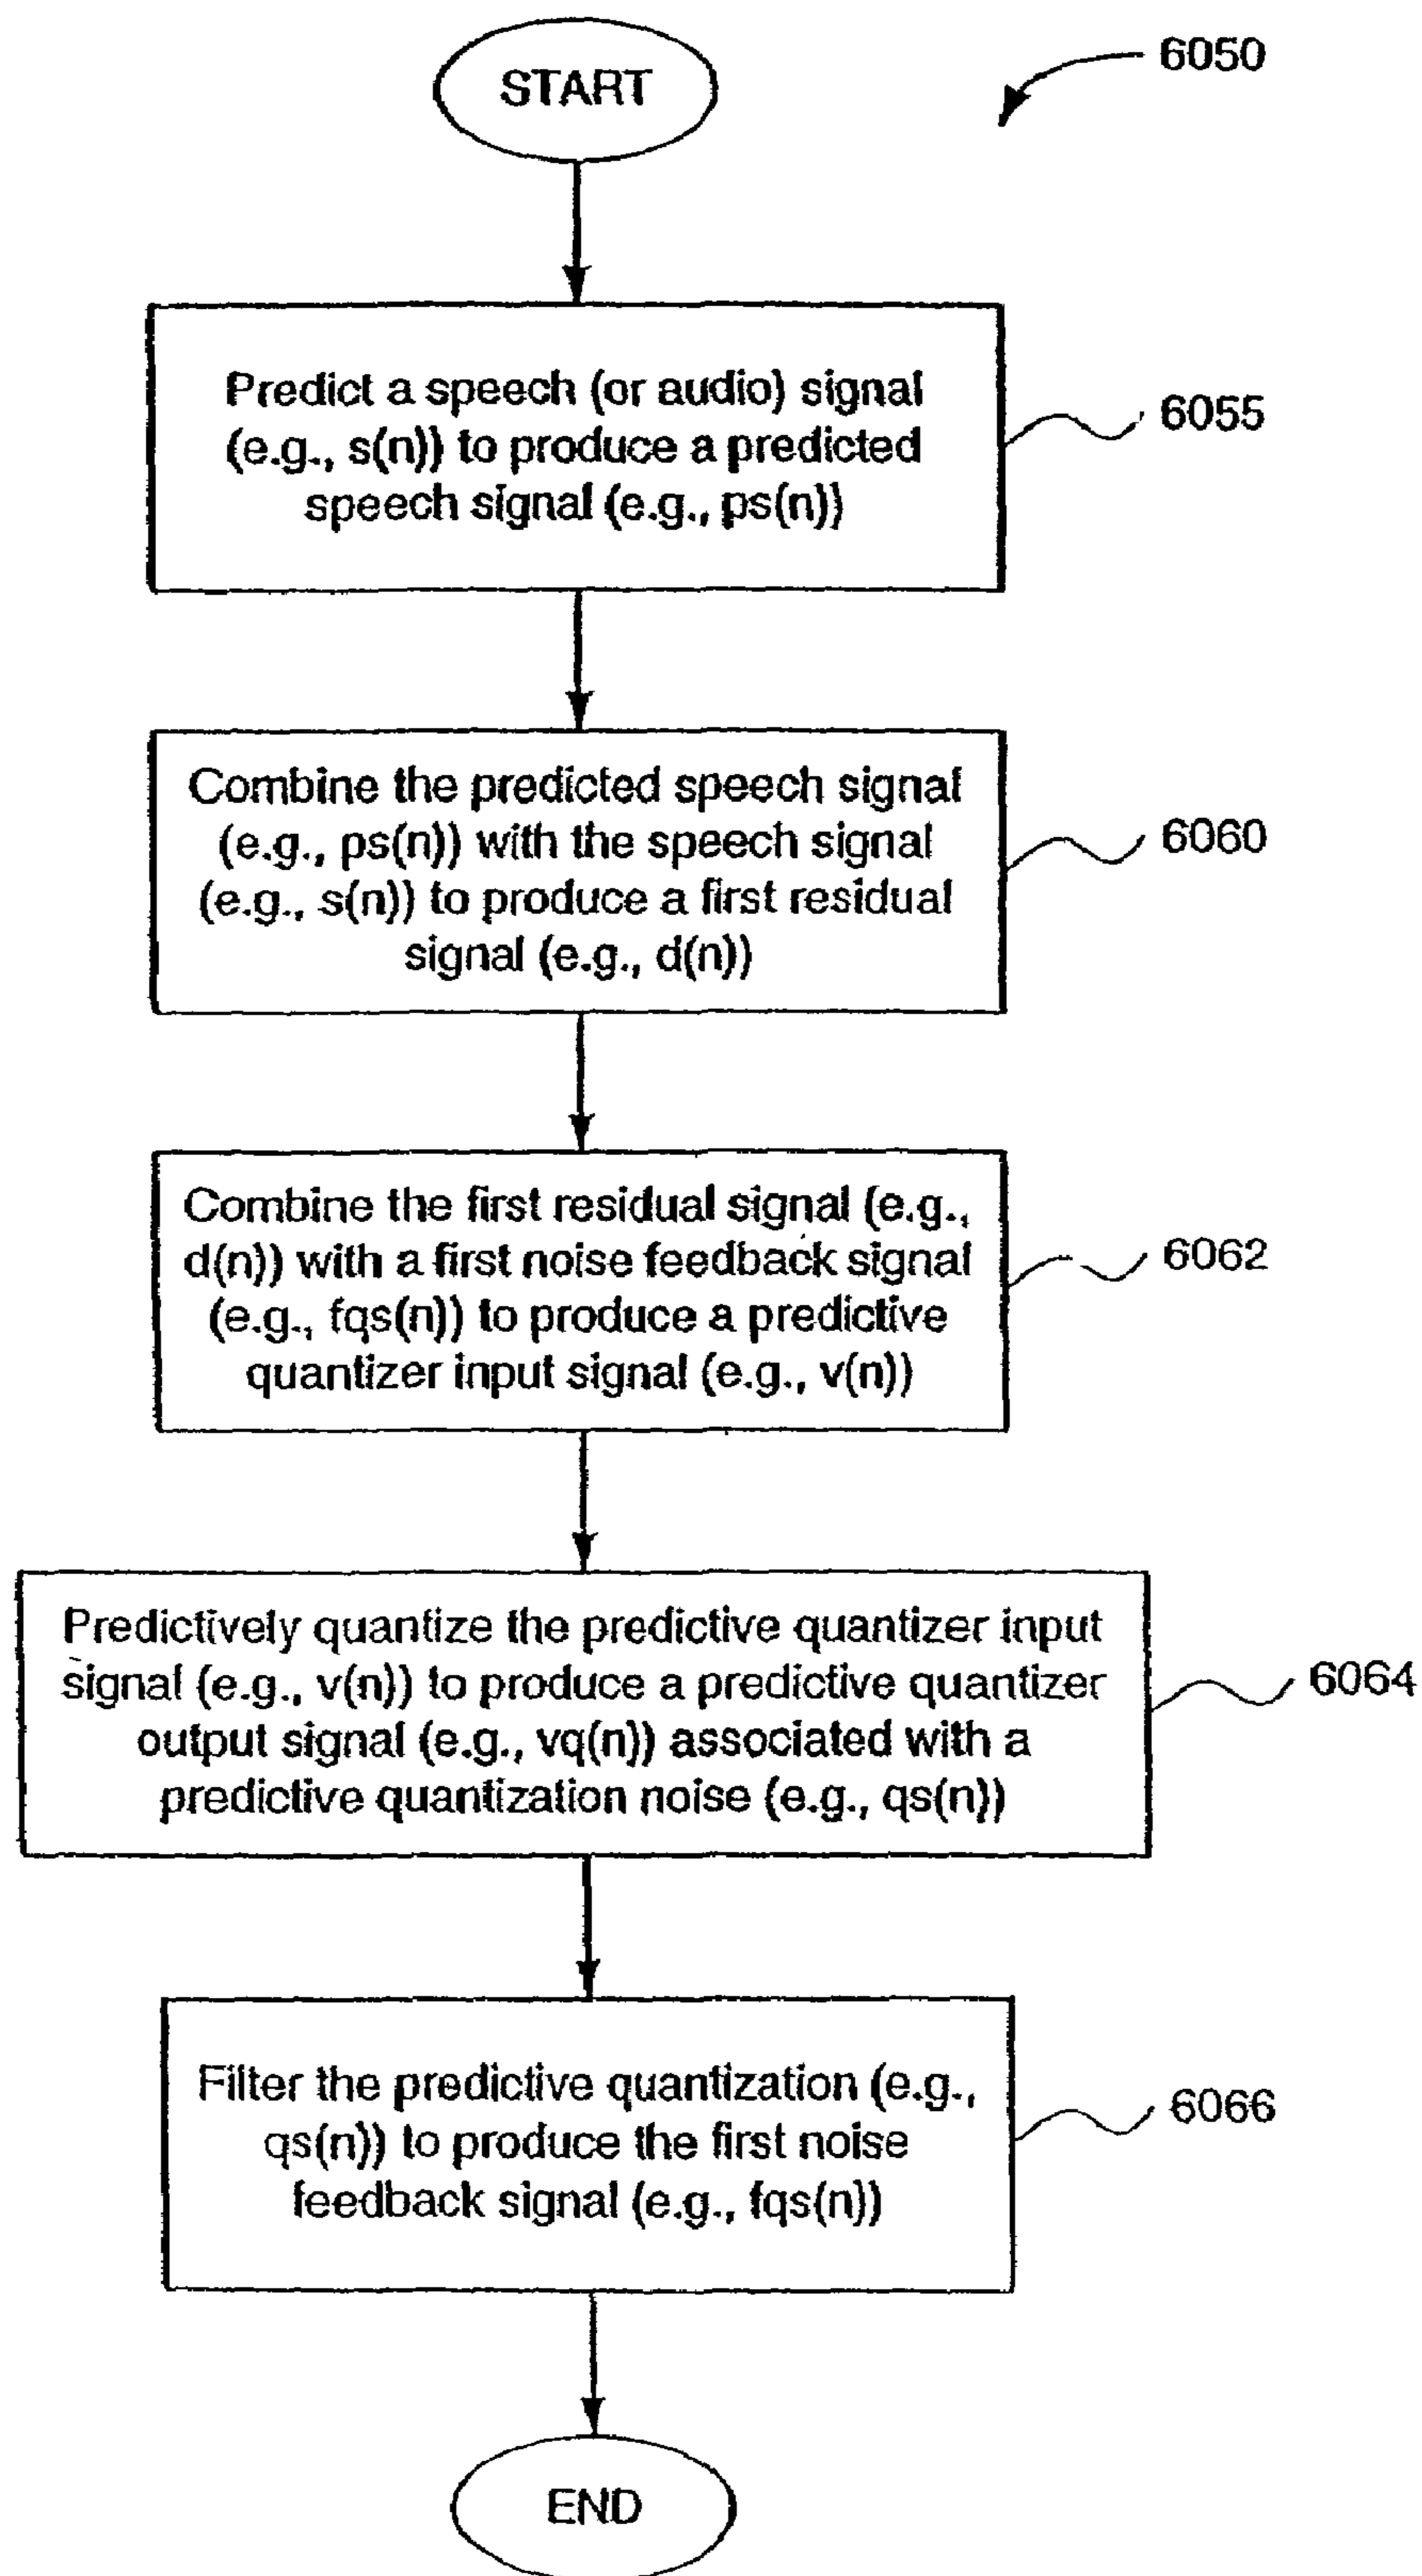 START
6050
Predict a speech (or audio) signal
(e.g., s(n)) to produce a predicted
speech signal (e.g., ps(n))
6055
Combine the predicted speech signal
(e.g., ps(n)) with the speech signal
(e.g., s(n)) to produce a first residual
signal (e.g., d(n))
6060
Combine the first residual signal (e.g.,
d(n)) with a first noise feedback signal
(e.g., fqs(n)) to produce a predictive
quantizer input signal (e.g., v(n))
6062
Predictively quantize the predictive quantizer input
signal (e.g., v(n)) to produce a predictive quantizer
output signal (e.g., vq(n)) associated with a
predictive quantization noise (e.g., qs(n))
6064
Filter the predictive quantization (e.g.,
qs(n)) to produce the first noise
feedback signal (e.g., fqs(n))
6066
END